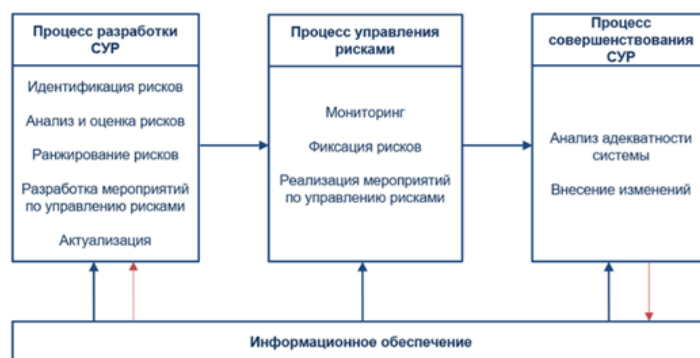 Процесс разработки
СУР
Идентификация рисков
Анализ и оценка рисков
Ранжирование рисков
Разработка мероприятий
по управлению рисками
Актуализация
Процесс управления
рисками
Мониторинг
Фиксация рисков
Реализация мероприятий
по управлению рисками
Процесс
совершенствования
СУР
Анализ адекватности
системы
Внесение изменений
Информационное обеспечение